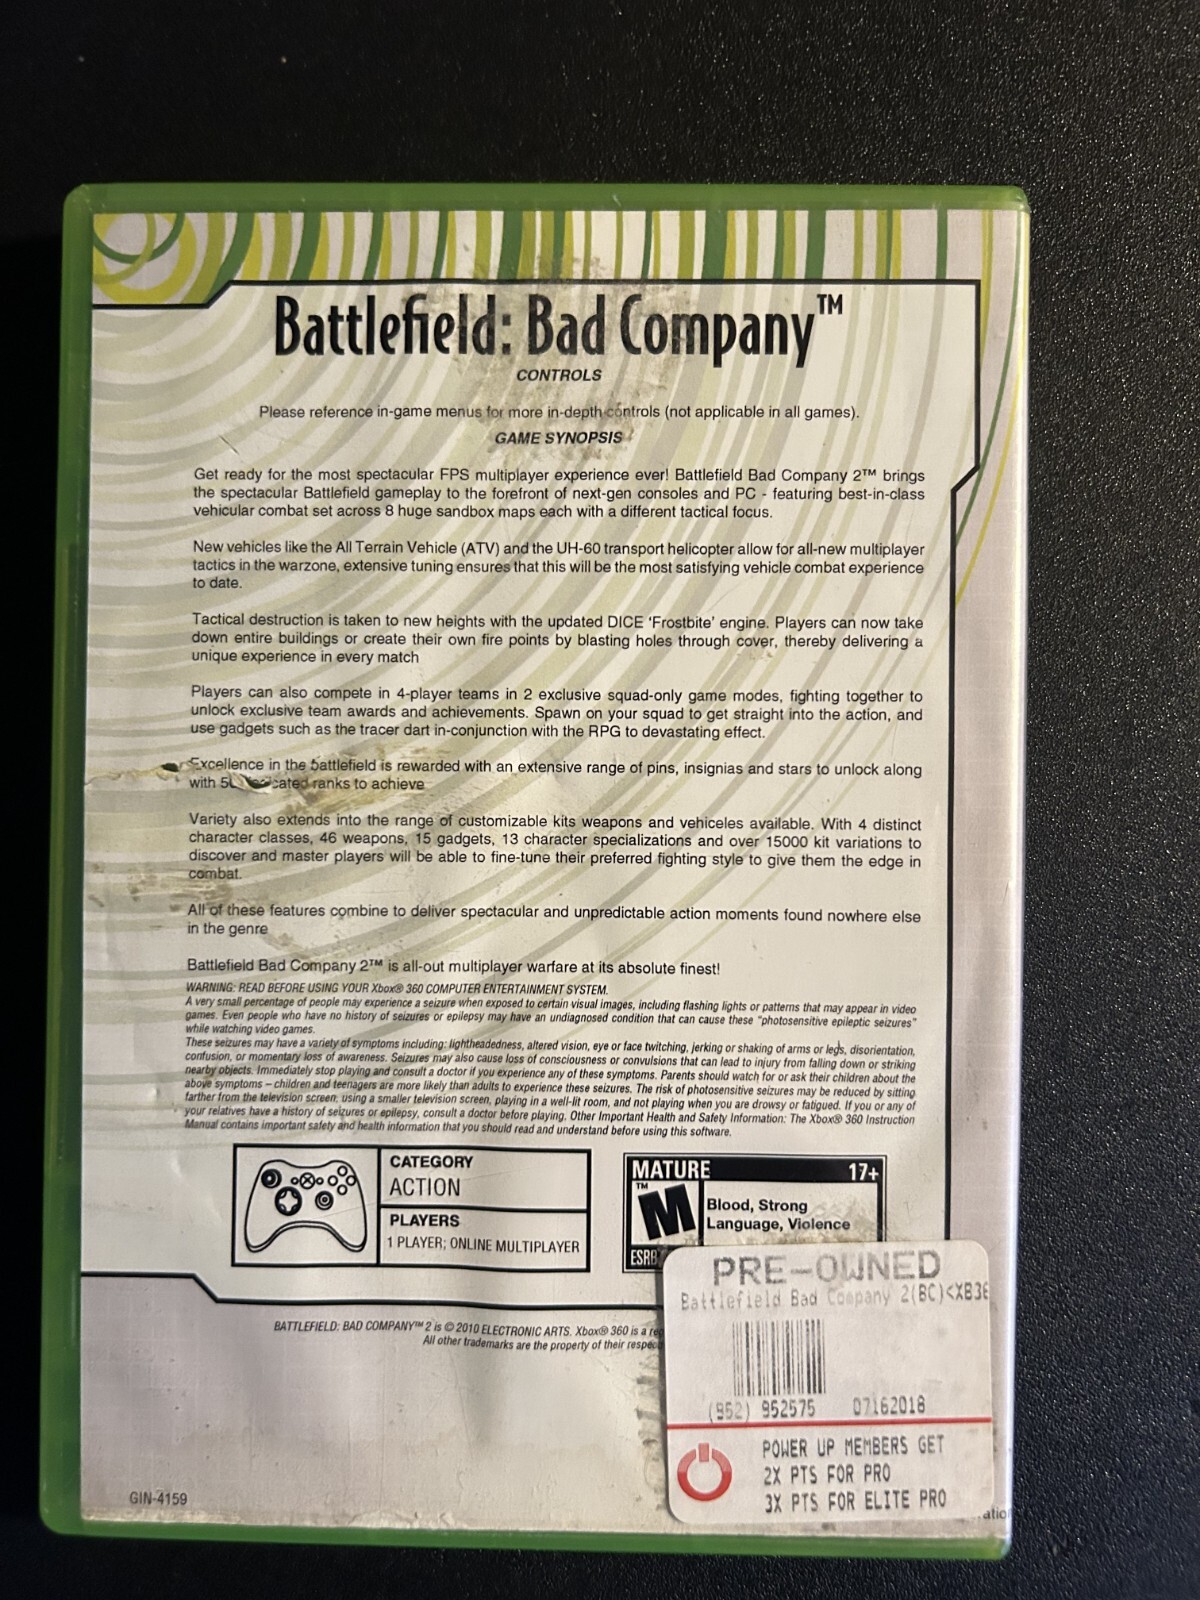 Battlefield: Bad Company™
CONTROLS
Please reference in-game menus for more in-depth controls (not applicable in all games).
GAME SYNOPSIS
Get ready for the most spectacular FPS multiplayer experience ever! Battlefield Bad Company 2™ brings
the spectacular Battlefield gameplay to the forefront of next-gen consoles and PC - featuring best-in-class
vehicular combat set across 8 huge sandbox maps each with a different tactical focus.
New vehicles like the All Terrain Vehicle (ATV) and the UH-60 transport helicopter allow for all-new multiplayer
tactics in the warzone, extensive tuning ensures that this will be the most satisfying vehicle combat experience
to date.
Tactical destruction is taken to new heights with the updated DICE 'Frostbite' engine. Players can now take
down entire buildings or create their own fire points by blasting holes through cover, thereby delivering a
unique experience in every match
Players can also compete in 4-player teams in 2 exclusive squad-only game modes, fighting together to
unlock exclusive team awards and achievements. Spawn on your squad to get straight into the action, and
use gadgets such as the tracer dart in-conjunction with the RPG to devastating effect.
Excellence in the battlefield is rewarded with an extensive range of pins, insignias and stars to unlock along
with ranks to achieve
Variety also extends into the range of customizable kits weapons and vehiceles available. With 4 distinct
character classes, 46 weapons, 15 gadgets, 13 character specializations and over 15000 kit variations to
discover and master players will be able to fine-tune their preferred fighting style to give them the edge in
combat.
All of these features combine to deliver spectacular and unpredictable action moments found nowhere else
in the genre
Battlefield Bad Company 2™ is all-out multiplayer warfare at its absolute finest!
WARNING: READ BEFORE USING YOUR Xbox® 360 COMPUTER ENTERTAINMENT SYSTEM.
A very small percentage of people may experience a seizure when exposed to certain visual images, including flashing lights or patterns that may appear in video
games. Even people who have no history of seizures or epilepsy may have an undiagnosed condition that can cause these "photosensitive epileptic seizures"
while watching video games.
These seizures may have a variety of symptoms including: lightheadedness, altered vision, eye or face twitching, jerking or shaking of arms or legs, disorientation,
confusion, or momentary loss of awareness. Seizures may also cause loss of consciousness or convulsions that can lead to injury from falling down or striking
nearby objects. Immediately stop playing and consult a doctor if you experience any of these symptoms. Parents should watch for or ask their children about the
above symptoms – children and teenagers are more likely than adults to experience these seizures. The risk of photosensitive seizures may be reduced by sitting
farther from the television screen, using a smaller television screen, playing in a well-lit room, and not playing when you are drowsy or fatigued. If you or any of
your relatives have a history of seizures or epilepsy, consult a doctor before playing. Other Important Health and Safety Information: The Xbox® 360 Instruction
Manual contains important safety and health information that you should read and understand before using this software.
CATEGORY
ACTION
PLAYERS
1 PLAYER; ONLINE MULTIPLAYER
MATURE 17+
M™
Blood, Strong
Language, Violence
ESRB
PRE-OWNED
Battlefield Bad Company 2(BC)<XB36
(952) 952575 07162018
POWER UP MEMBERS GET
2X PTS FOR PRO
3X PTS FOR ELITE PRO
BATTLEFIELD: BAD COMPANY™ 2 is © 2010 ELECTRONIC ARTS. Xbox® 360 is a reg
All other trademarks are the property of their respec
GIN-4159